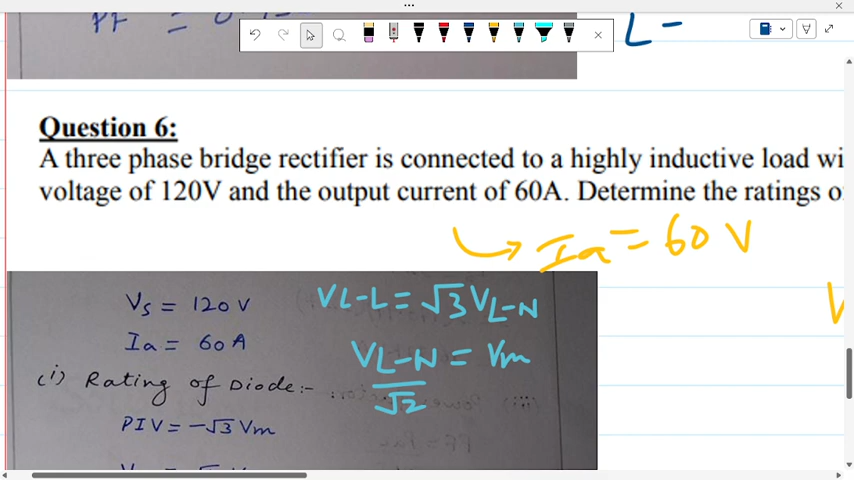 PF =
L =
Question 6:
A three phase bridge rectifier is connected to a highly inductive load wi
voltage of 120V and the output current of 60A. Determine the ratings o
Ia = 60 V
Vs = 120 V
VL-L = √3 VL-N
Ia = 60 A
VL-N = Vm
√2
(i) Rating of Diode:-
PIV = -√3 Vm